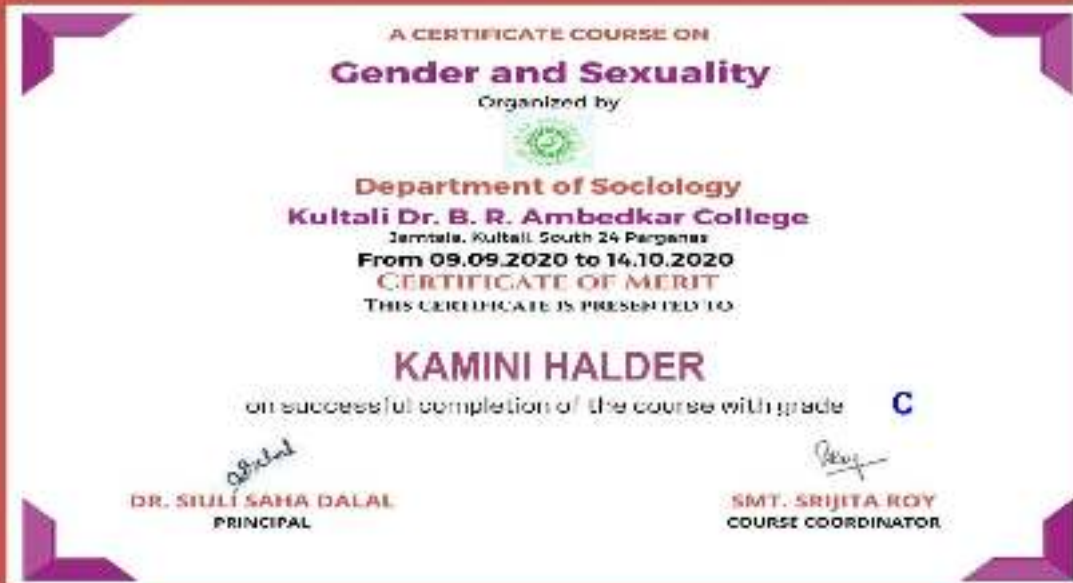 A CERTIFICATE COURSE ON
Gender and Sexuality
Organized by
Department of Sociology
Kultali Dr. B. R. Ambedkar College
Jamtala, Kultali, South 24 Parganas
From 09.09.2020 to 14.10.2020
CERTIFICATE OF MERIT
THIS CERTIFICATE IS PRESENTED TO
KAMINI HALDER
on successful completion of the course with grade C
DR. SIULI SAHA DALAL
PRINCIPAL
SMT. SRIJITA ROY
COURSE COORDINATOR